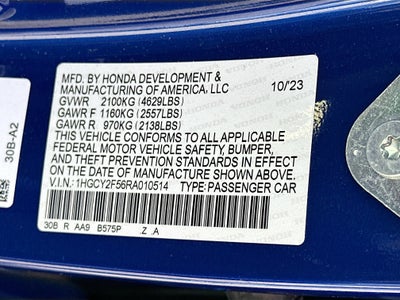 MFD. BY HONDA DEVELOPMENT &
MANUFACTURING OF AMERICA, LLC 10/23
GVWR 2100KG (4629LBS)
GAWR F 1160KG (2557LBS)
GAWR R 970KG (2138LBS)
THIS VEHICLE CONFORMS TO ALL APPLICABLE
FEDERAL MOTOR VEHICLE SAFETY, BUMPER,
AND THEFT PREVENTION STANDARDS IN EFFECT
ON THE DATE OF MANUFACTURE SHOWN ABOVE.
V.I.N.:1HGCY2F56RA010514 TYPE:PASSENGER CAR
30B R AA9 B575P Z .A
30B-A2